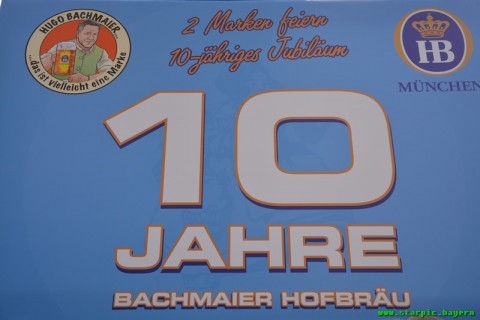 HUGO BACHMAIER
...das ist vielleicht eine Marke
2 Marken feiern
10-jähriges Jubiläum
HB
MÜNCHEN
10
JAHRE
BACHMAIER HOFBRÄU
www.starpic.bayern